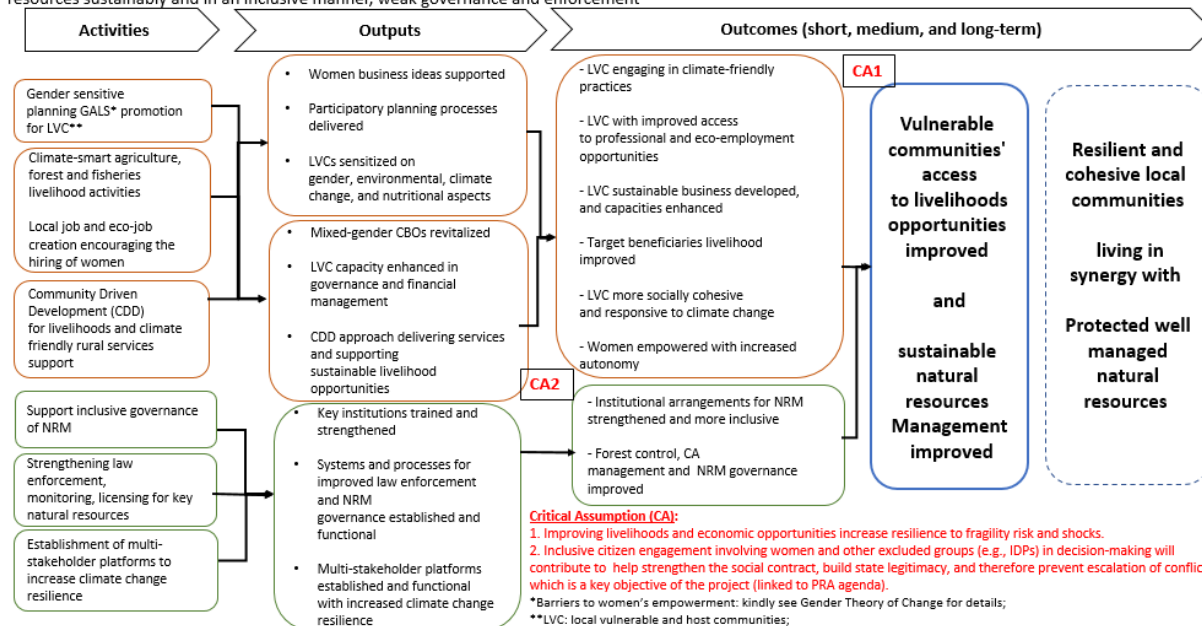 resources sustainably and in an inclusive manner, weak governance and enforcement
Activities
Outputs
Outcomes (short, medium, and long-term)
Gender sensitive
planning GALS* promotion
for LVC**
Climate-smart agriculture,
forest and fisheries
livelihood activities
Local job and eco-job
creation encouraging the
hiring of women
Community Driven
Development (CDD)
for livelihoods and climate
friendly rural services
support
Support inclusive governance
of NRM
Strengthening law
enforcement,
monitoring, licensing for key
natural resources
Establishment of multi-
stakeholder platforms to
increase climate change
resilience
• Women business ideas supported
• Participatory planning processes
delivered
• LVCs sensitized on
gender, environmental, climate
change, and nutritional aspects
• Mixed-gender CBOs revitalized
• LVC capacity enhanced in
governance and financial
management
• CDD approach delivering services
and supporting
sustainable livelihood
opportunities
• Key institutions trained and
strengthened
• Systems and processes for
improved law enforcement
and NRM
governance established and
functional
• Multi-stakeholder platforms
established and functional
with increased climate change
resilience
CA2
- LVC engaging in climate-friendly
practices
- LVC with improved access
to professional and eco-employment
opportunities
- LVC sustainable business developed,
and capacities enhanced
- Target beneficiaries livelihood
improved
- LVC more socially cohesive
and responsive to climate change
- Women empowered with increased
autonomy
- Institutional arrangements for NRM
strengthened and more inclusive
- Forest control, CA
management and NRM governance
improved
CA1
Vulnerable
communities'
access
to livelihoods
opportunities
improved
and
sustainable
natural
resources
Management
improved
Resilient and
cohesive local
communities
living in
synergy with
Protected well
managed
natural
resources
Critical Assumption (CA):
1. Improving livelihoods and economic opportunities increase resilience to fragility risk and shocks.
2. Inclusive citizen engagement involving women and other excluded groups (e.g., IDPs) in decision-making will
contribute to help strengthen the social contract, build state legitimacy, and therefore prevent escalation of conflic
which is a key objective of the project (linked to PRA agenda).
*Barriers to women's empowerment: kindly see Gender Theory of Change for details;
**LVC: local vulnerable and host communities;